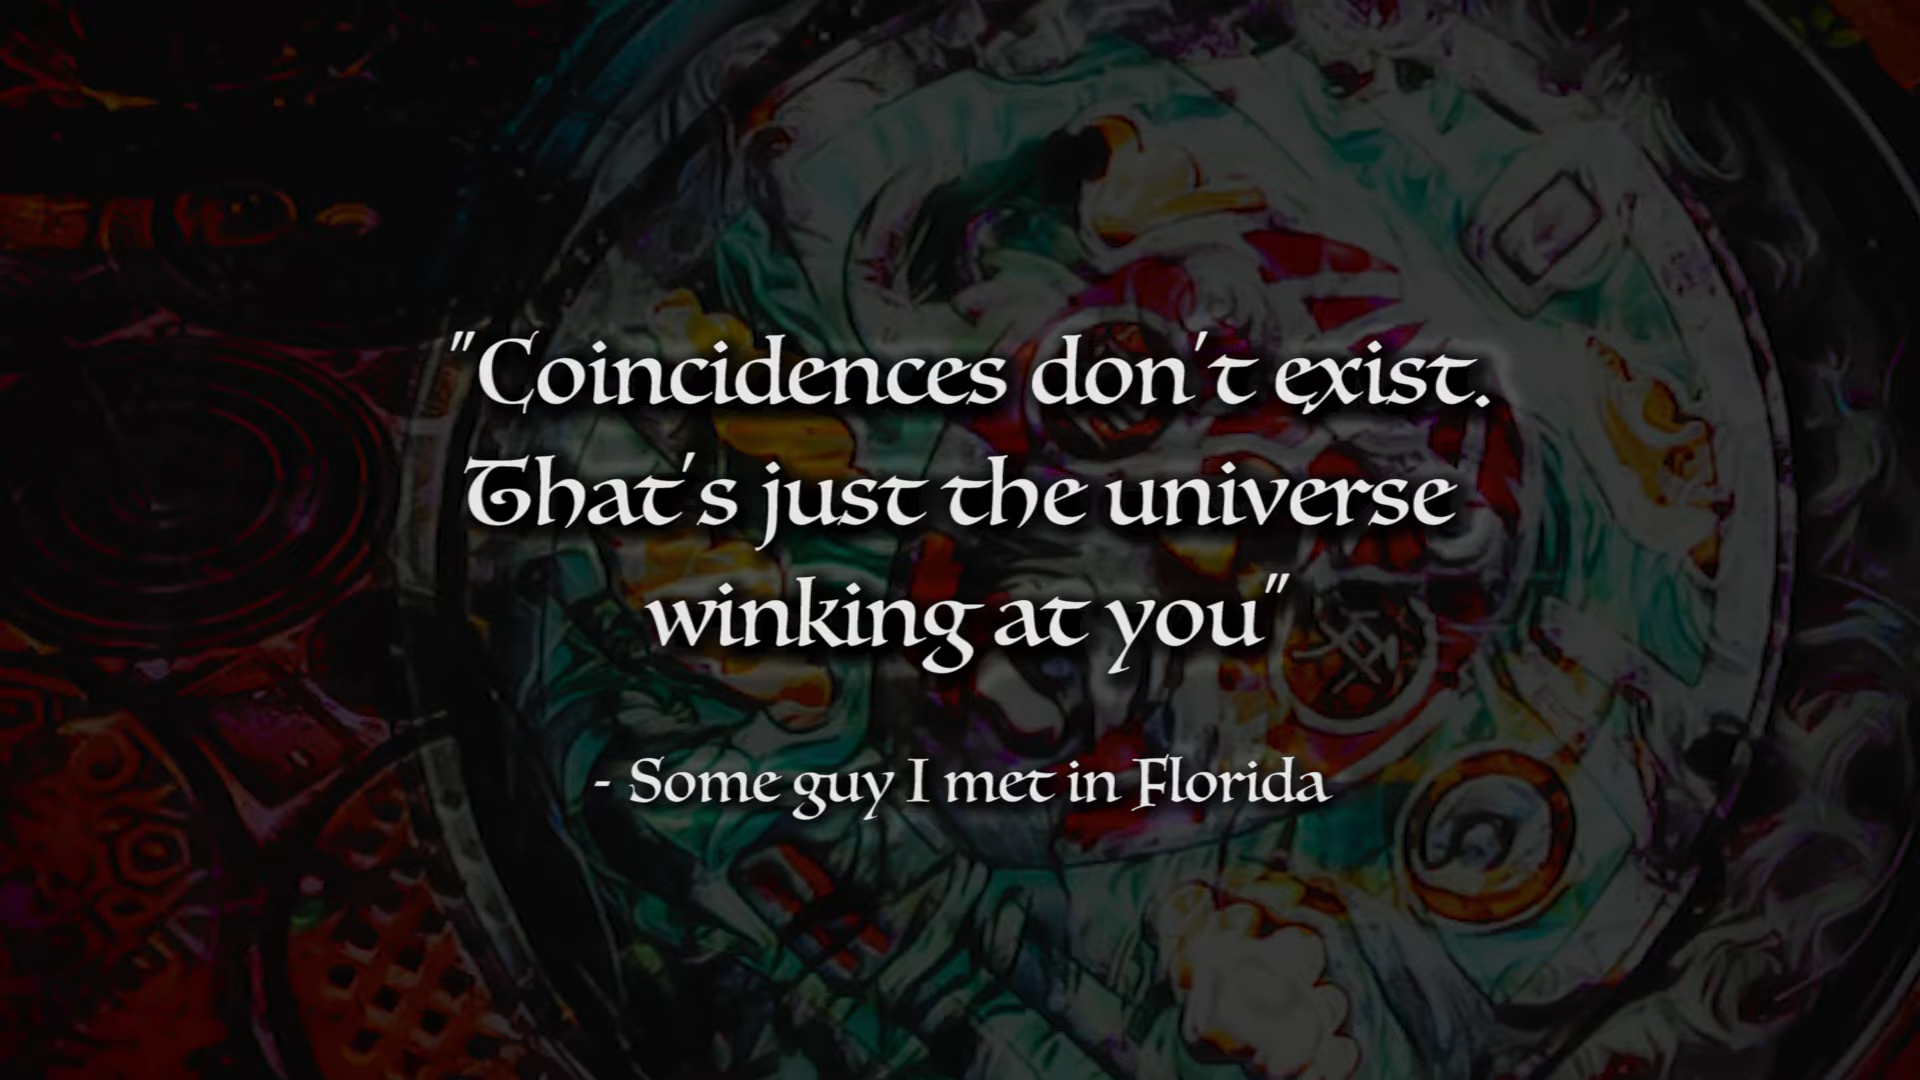 "Coincidences don't exist.
That's just the universe
winking at you"
- Some guy I met in Florida